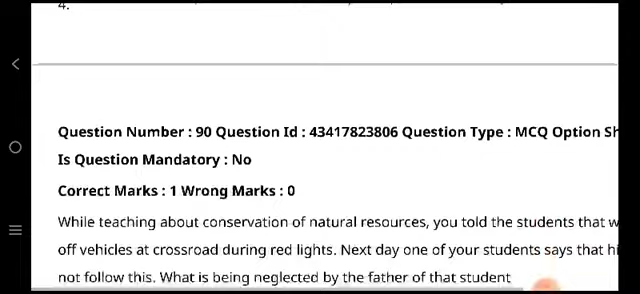 4.
Question Number : 90 Question Id : 43417823806 Question Type : MCQ Option Sh
Is Question Mandatory : No
Correct Marks : 1 Wrong Marks : 0
While teaching about conservation of natural resources, you told the students that w
off vehicles at crossroad during red lights. Next day one of your students says that hi
not follow this. What is being neglected by the father of that student